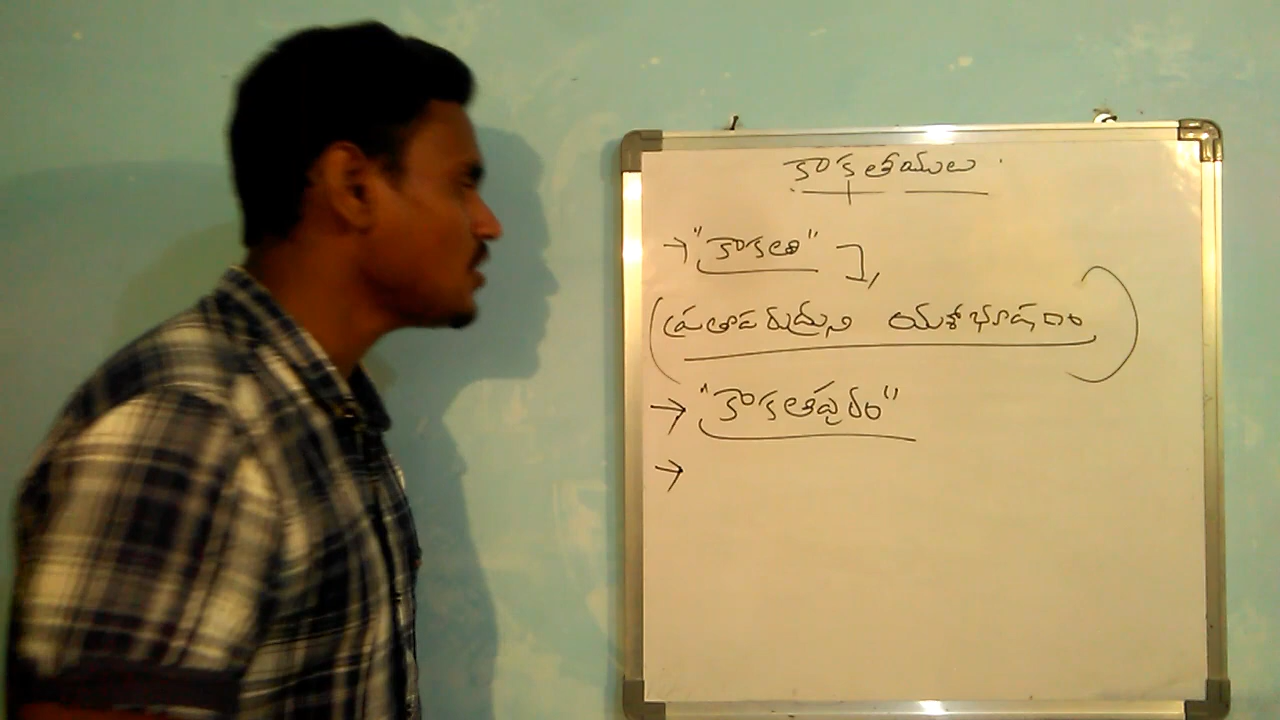 కాకతీయులు
→ "కాకతి"
(ప్రతాపరుద్రుని యశోభూషణం)
→ "కాకతిపురం"
→